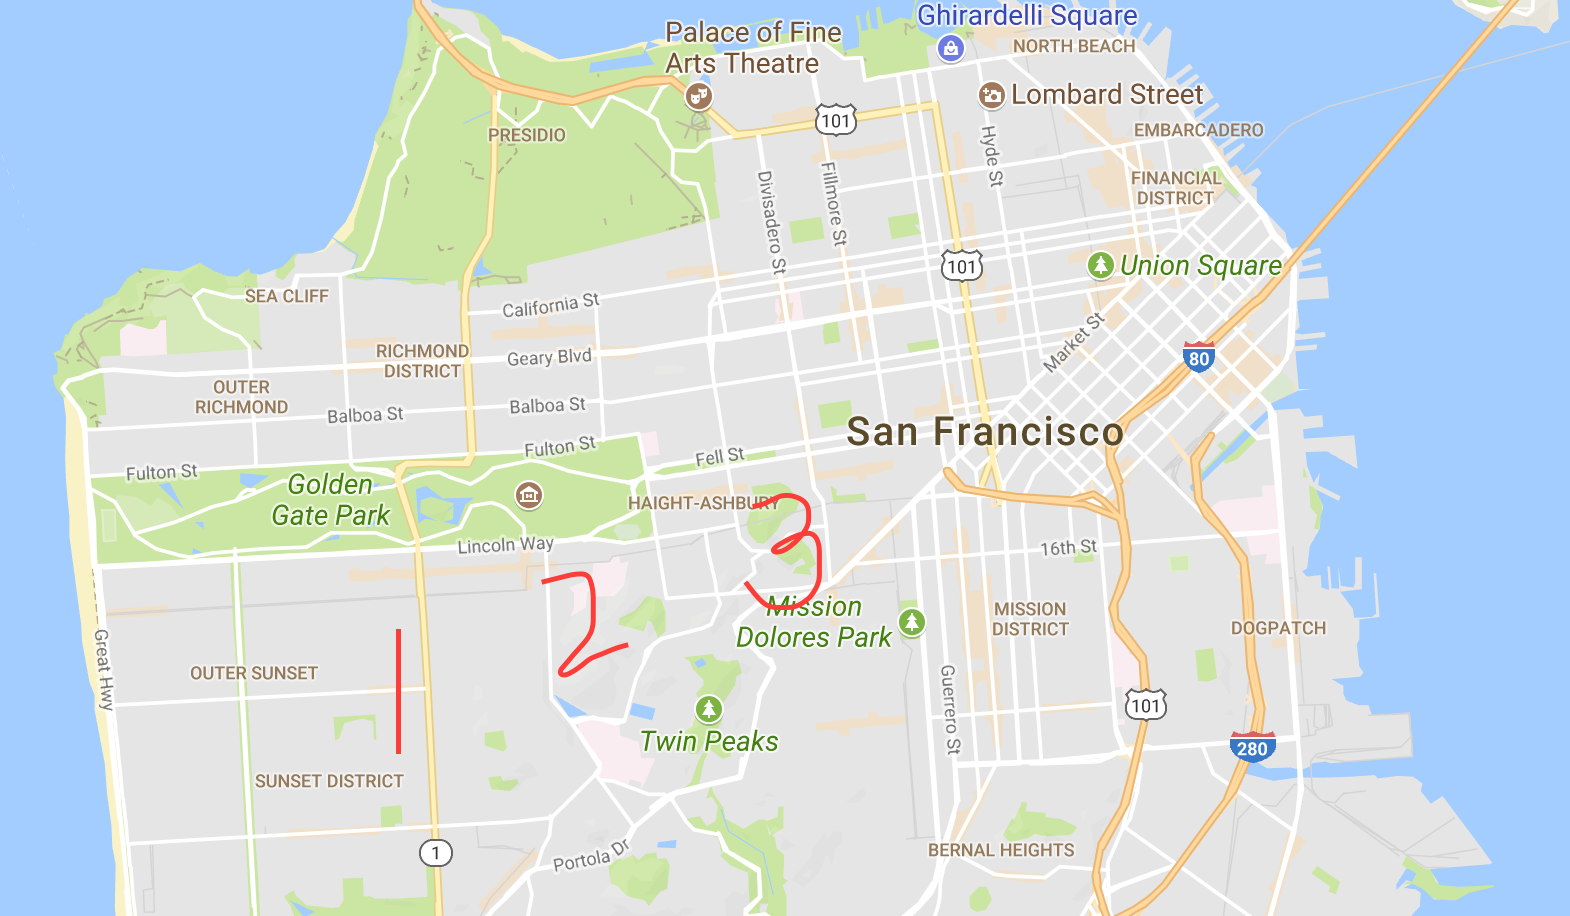 Ghirardelli Square
Palace of Fine
Arts Theatre
NORTH BEACH
Lombard Street
101
PRESIDIO
EMBARCADERO
Hyde St
Divisadero St
Fillmore St
FINANCIAL
DISTRICT
101
Union Square
SEA CLIFF
California St
Market St
RICHMOND
DISTRICT
Geary Blvd
80
OUTER
RICHMOND
Balboa St
Balboa St
San Francisco
Fulton St
Fulton St
Fell St
Golden
Gate Park
HAIGHT-ASHBURY
3
Lincoln Way
16th St
2
Mission
Dolores Park
MISSION
DISTRICT
DOGPATCH
Great Hwy
1
OUTER SUNSET
Guerrero St
101
Twin Peaks
280
SUNSET DISTRICT
1
Portola Dr
BERNAL HEIGHTS